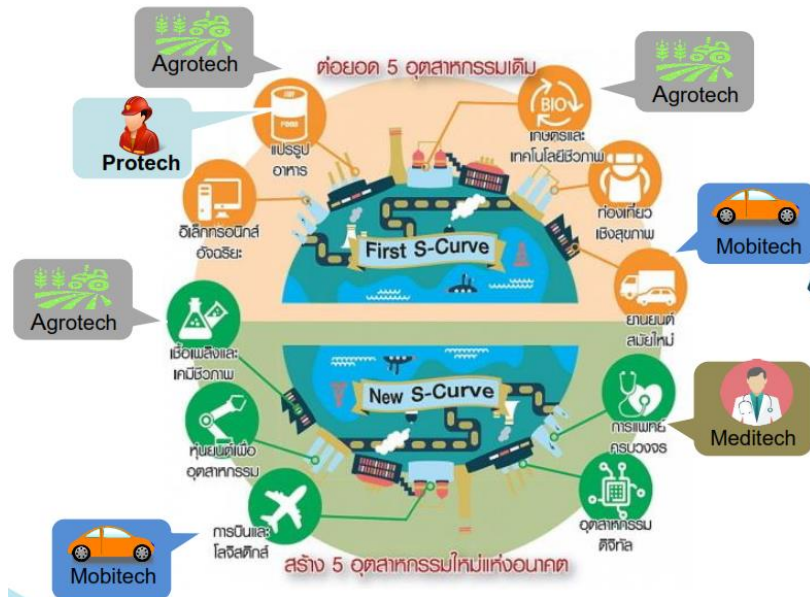 Agrotech
ต่อยอด 5 อุตสาหกรรมเดิม
Agrotech
Protech
FOOD
แปรรูป
อาหาร
BIO
เกษตรและ
เทคโนโลยีชีวภาพ
อิเล็กทรอนิกส์
อัจฉริยะ
ท่องเที่ยว
เชิงสุขภาพ
Mobitech
First S-Curve
ยานยนต์
สมัยใหม่
Agrotech
เชื้อเพลิงและ
เคมีชีวภาพ
New S-Curve
การแพทย์
ครบวงจร
Meditech
หุ่นยนต์เพื่อ
อุตสาหกรรม
การบินและ
โลจิสติกส์
อุตสาหกรรม
ดิจิทัล
Mobitech
สร้าง 5 อุตสาหกรรมใหม่แห่งอนาคต